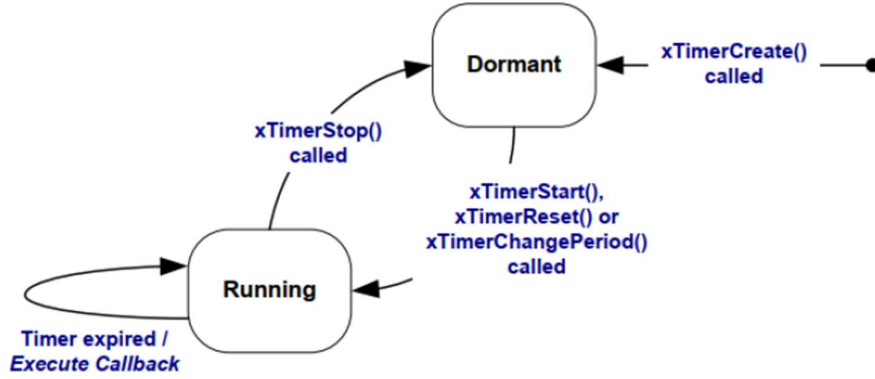 Dormant
xTimerCreate()
called
xTimerStop()
called
xTimerStart(),
xTimerReset() or
xTimerChangePeriod()
called
Running
Timer expired /
Execute Callback